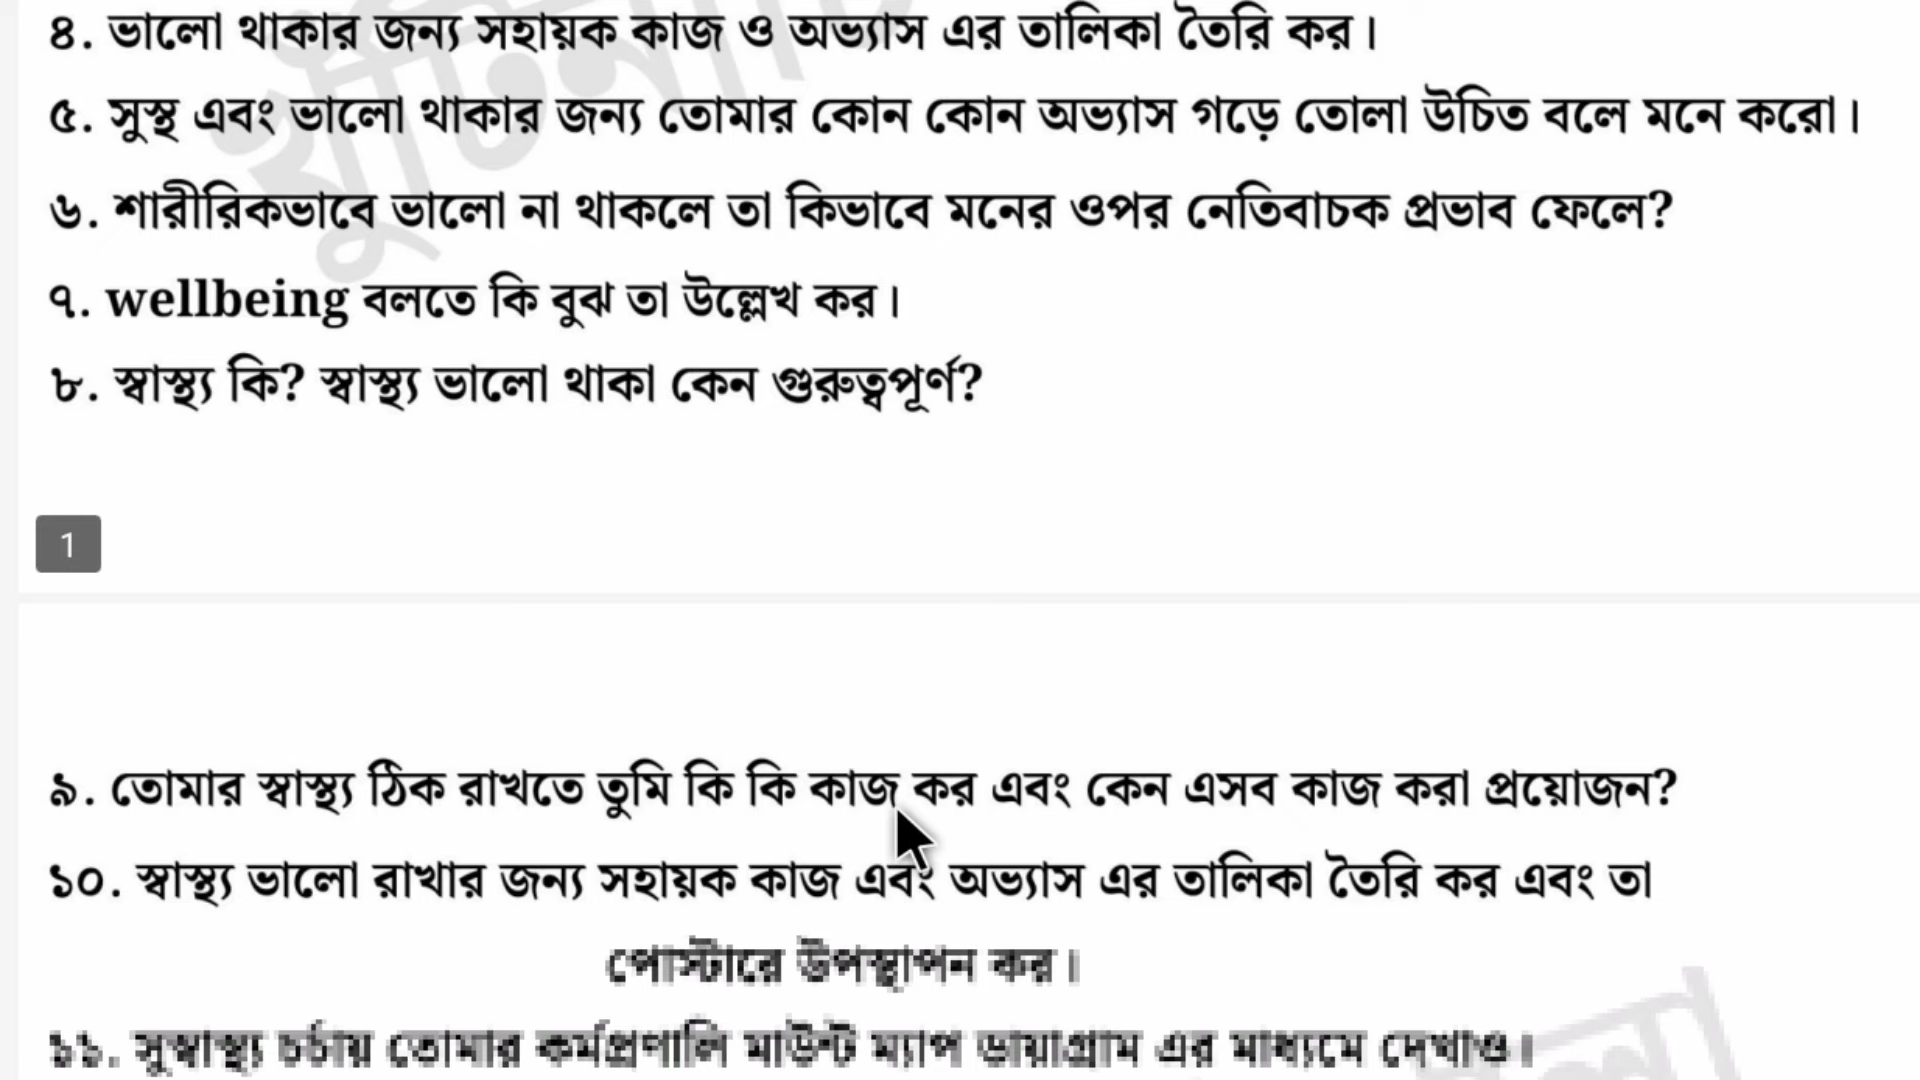 ৪. ভালো থাকার জন্য সহায়ক কাজ ও অভ্যাস এর তালিকা তৈরি কর।
৫. সুস্থ এবং ভালো থাকার জন্য তোমার কোন কোন অভ্যাস গড়ে তোলা উচিত বলে মনে করো।
৬. শারীরিকভাবে ভালো না থাকলে তা কিভাবে মনের ওপর নেতিবাচক প্রভাব ফেলে?
৭. wellbeing বলতে কি বুঝ তা উল্লেখ কর।
৮. স্বাস্থ্য কি? স্বাস্থ্য ভালো থাকা কেন গুরুত্বপূর্ণ?
1
৯. তোমার স্বাস্থ্য ঠিক রাখতে তুমি কি কি কাজ কর এবং কেন এসব কাজ করা প্রয়োজন?
১০. স্বাস্থ্য ভালো রাখার জন্য সহায়ক কাজ এবং অভ্যাস এর তালিকা তৈরি কর এবং তা
পোস্টারে উপস্থাপন কর।
১১. সুস্বাস্থ্য চর্চায় তোমার কর্মপ্রণালি মাউন্ট ম্যাপ ডায়াগ্রাম এর মাধ্যমে দেখাও।